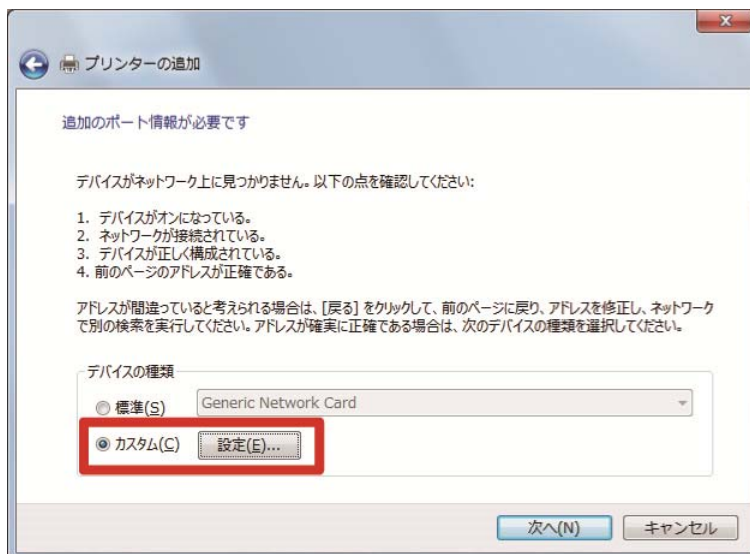 プリンターの追加
追加のポート情報が必要です
デバイスがネットワーク上に見つかりません。以下の点を確認してください:
1. デバイスがオンになっている。
2. ネットワークが接続されている。
3. デバイスが正しく構成されている。
4. 前のページのアドレスが正確である。
アドレスが間違っていると考えられる場合は、[戻る] をクリックして、前のページに戻り、アドレスを修正し、ネットワーク
で別の検索を実行してください。アドレスが確実に正確である場合は、次のデバイスの種類を選択してください。
デバイスの種類
標準(S) Generic Network Card
カスタム(C) 設定(E)...
次へ(N) キャンセル